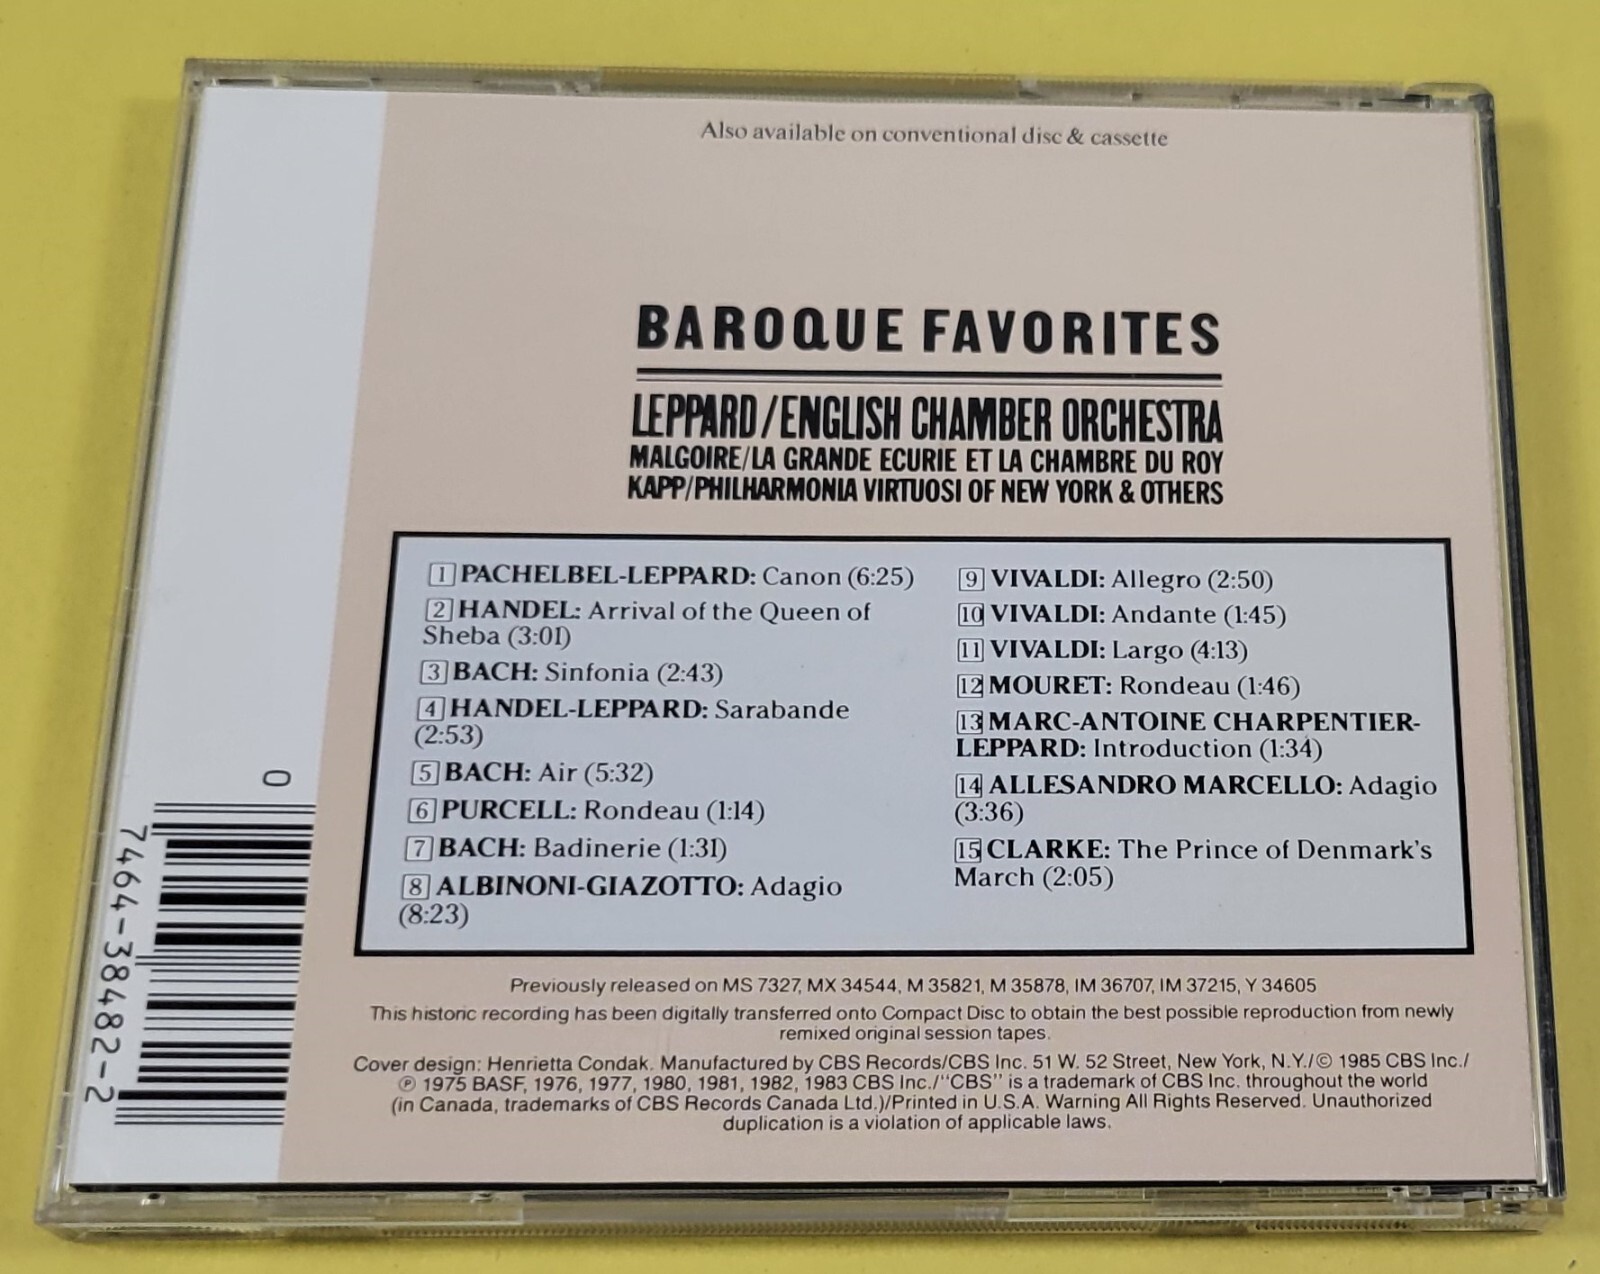 Also available on conventional disc & cassette
BAROQUE FAVORITES
LEPPARD/ENGLISH CHAMBER ORCHESTRA
MALGOIRE/LA GRANDE ECURIE ET LA CHAMBRE DU ROY
KAPP/PHILHARMONIA VIRTUOSI OF NEW YORK & OTHERS
1 PACHELBEL-LEPPARD: Canon (6:25)
2 HANDEL: Arrival of the Queen of
Sheba (3:01)
3 BACH: Sinfonia (2:43)
4 HANDEL-LEPPARD: Sarabande
(2:53)
5 BACH: Air (5:32)
6 PURCELL: Rondeau (1:14)
7 BACH: Badinerie (1:31)
8 ALBINONI-GIAZOTTO: Adagio
(8:23)
9 VIVALDI: Allegro (2:50)
10 VIVALDI: Andante (1:45)
11 VIVALDI: Largo (4:13)
12 MOURET: Rondeau (1:46)
13 MARC-ANTOINE CHARPENTIER-
LEPPARD: Introduction (1:34)
14 ALLESANDRO MARCELLO: Adagio
(3:36)
15 CLARKE: The Prince of Denmark's
March (2:05)
Previously released on MS 7327, MX 34544, M 35821, M 35878, IM 36707, IM 37215, Y 34605
This historic recording has been digitally transferred onto Compact Disc to obtain the best possible reproduction from newly
remixed original session tapes.
Cover design: Henrietta Condak. Manufactured by CBS Records/CBS Inc. 51 W. 52 Street, New York, N.Y./© 1985 CBS Inc./
℗ 1975 BASF, 1976, 1977, 1980, 1981, 1982, 1983 CBS Inc./"CBS" is a trademark of CBS Inc. throughout the world
(in Canada, trademarks of CBS Records Canada Ltd.)/Printed in U.S.A. Warning All Rights Reserved. Unauthorized
duplication is a violation of applicable laws.
0
7464-38482-2